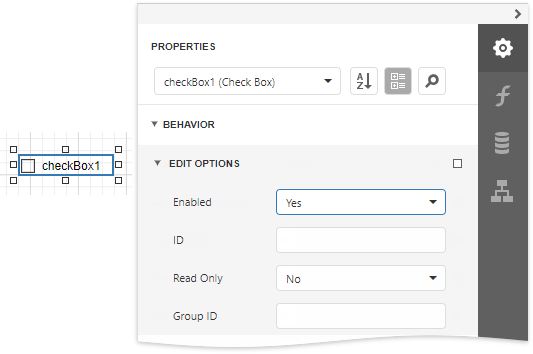 PROPERTIES
checkBox1 (Check Box)
A
Z
BEHAVIOR
checkBox1
EDIT OPTIONS
Enabled
Yes
ID
Read Only
No
Group ID